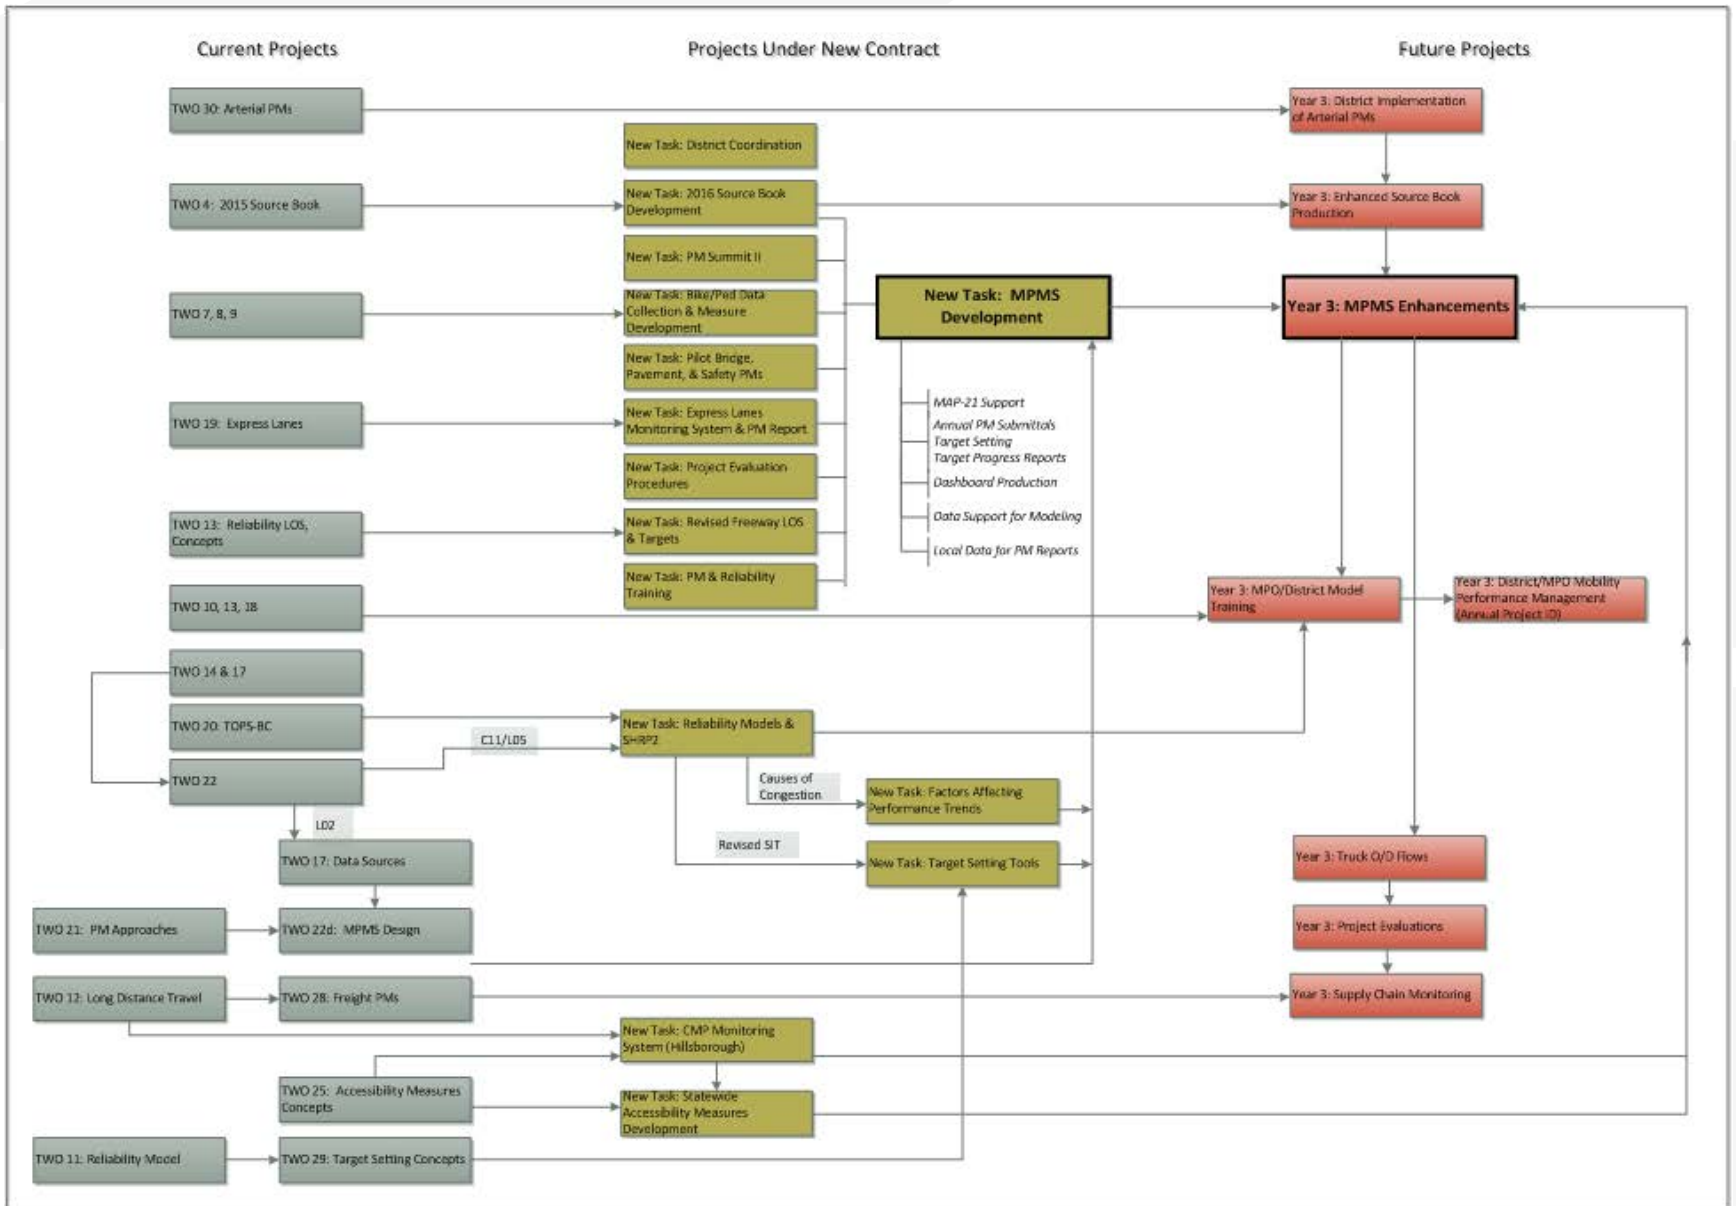 Current Projects
Projects Under New Contract
Future Projects
TWO 30: Arterial PMs
Year 3: District Implementation
of Arterial PMs
New Task: District Coordination
TWO 4: 2015 Source Book
New Task: 2016 Source Book
Development
Year 3: Enhanced Source Book
Production
New Task: PM Summit II
TWO 7, 8, 9
New Task: Bike/Ped Data
Collection & Measure
Development
New Task: MPMS
Development
Year 3: MPMS Enhancements
New Task: Pilot Bridge,
Pavement, & Safety PMs
MAP-21 Support
Annual PM Submittals
Target Setting
Target Progress Reports
Dashboard Production
Data Support for Modeling
Local Data for PM Reports
TWO 19: Express Lanes
New Task: Express Lanes
Monitoring System & PM Report
New Task: Project Evaluation
Procedures
TWO 13: Reliability LOS,
Concepts
New Task: Revised Freeway LOS
& Targets
New Task: PM & Reliability
Training
TWO 10, 13, 18
Year 3: MPO/District Model
Training
Year 3: District/MPO Mobility
Performance Management
(Annual Project ID)
TWO 14 & 17
TWO 20: TOPS-BC
TWO 22
C11/L05
New Task: Reliability Models &
SHRP2
Causes of
Congestion
New Task: Factors Affecting
Performance Trends
L02
Revised SIT
TWO 17: Data Sources
New Task: Target Setting Tools
Year 3: Truck O/D Flows
TWO 21: PM Approaches
TWO 22d: MPMS Design
Year 3: Project Evaluations
TWO 12: Long Distance Travel
TWO 28: Freight PMs
Year 3: Supply Chain Monitoring
New Task: CMP Monitoring
System (Hillsborough)
TWO 25: Accessibility Measures
Concepts
New Task: Statewide
Accessibility Measures
Development
TWO 11: Reliability Model
TWO 29: Target Setting Concepts